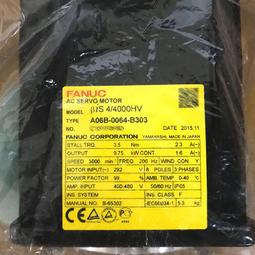 FANUC
AC SERVO MOTOR
MODEL βiS 4/4000HV
TYPE A06B-0064-B303
NO. DATE 2015.11
FANUC CORPORATION YAMANASHI MADE IN JAPAN
STALL TRQ. 3.5 Nm 2.3 A(~)
OUTPUT 0.75 kW CONT. 1.6 A(~)
SPEED 3000 min⁻¹ FREQ. 200 Hz WIND CON Y
MOTOR INPUT(~) 292 V 8 POLES 3 PHASES
POWER FACTOR 99 % AMB. TEMP 0-40 °C
AMP. INPUT 400-480 V 50/60 Hz IP65
INS. SYSTEM INS. CLASS F
MANUAL B-65302 IEC60034-1 5.3 kg